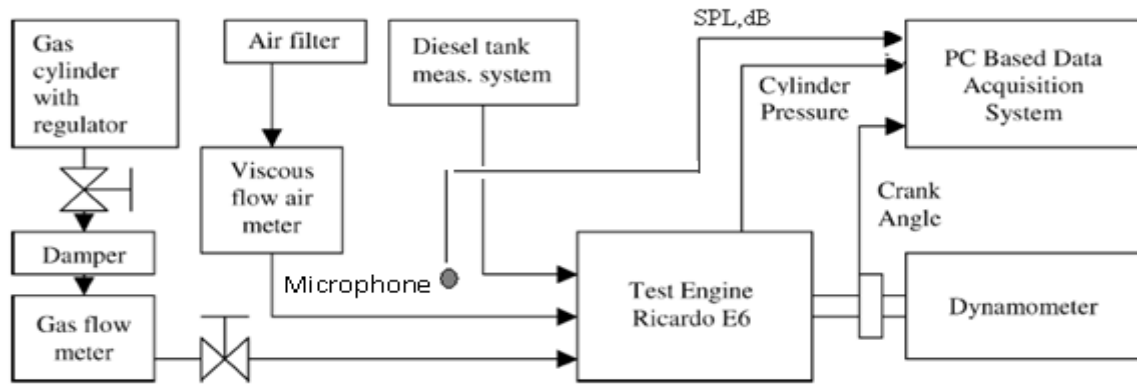 Gas
cylinder
with
regulator
Air filter
Diesel tank
meas. system
SPL,dB
PC Based Data
Acquisition
System
Cylinder
Pressure
Viscous
flow air
meter
Crank
Angle
Damper
Microphone
Gas flow
meter
Test Engine
Ricardo E6
Dynamometer